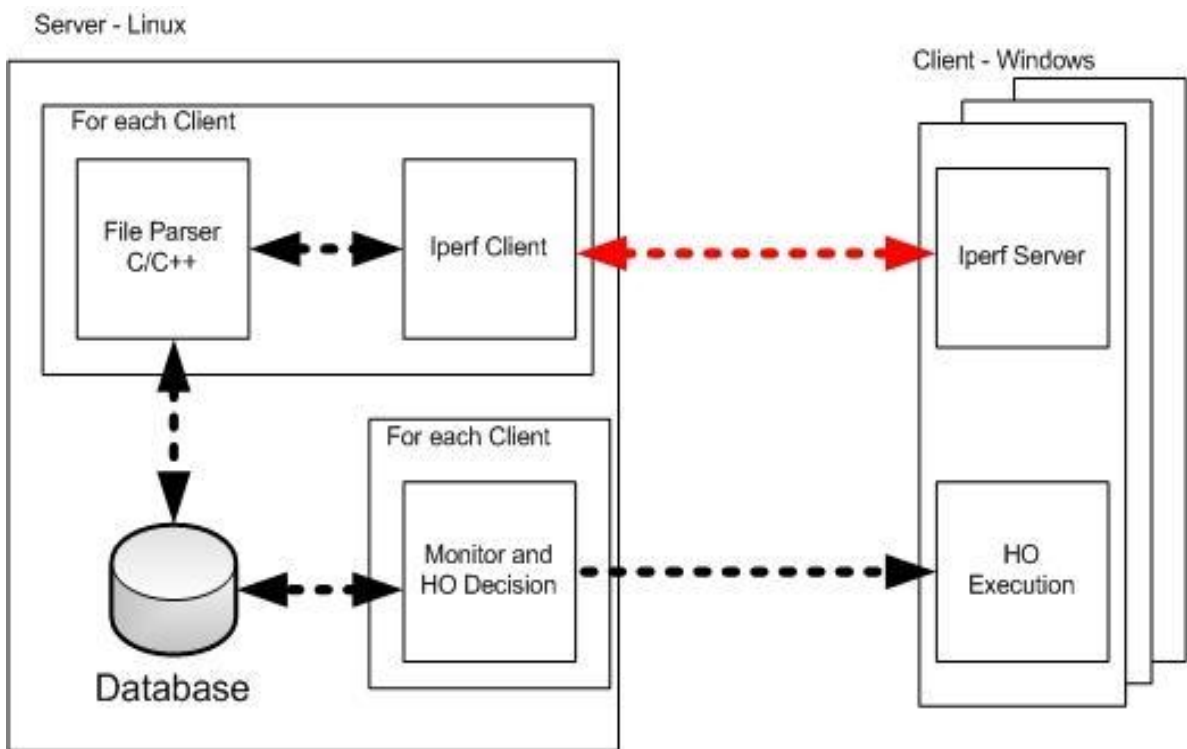 Server - Linux
Client - Windows
For each Client
File Parser
C/C++
Iperf Client
Iperf Server
For each Client
Monitor and
HO Decision
HO
Execution
Database